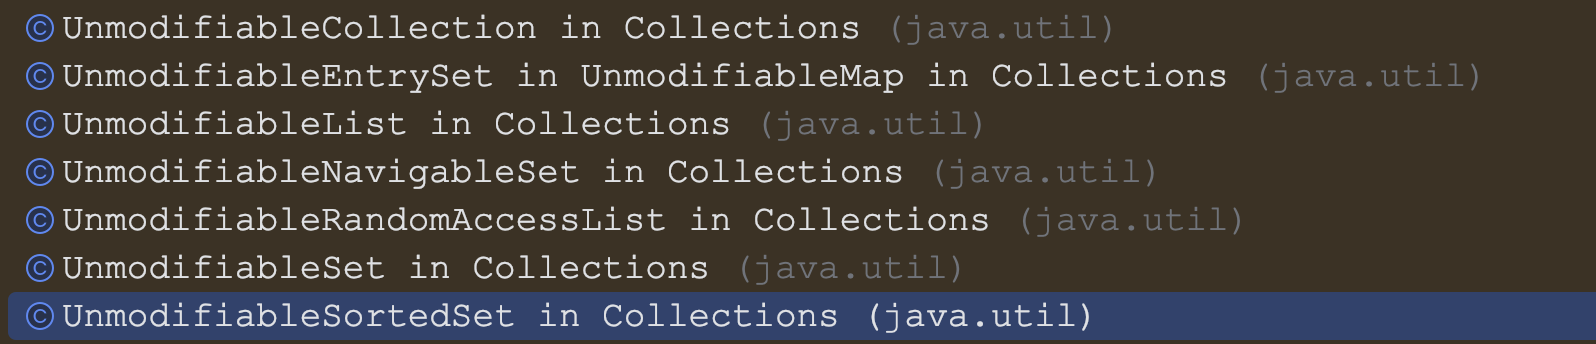 UnmodifiableCollection in Collections (java.util)
UnmodifiableEntrySet in UnmodifiableMap in Collections (java.util)
UnmodifiableList in Collections (java.util)
UnmodifiableNavigableSet in Collections (java.util)
UnmodifiableRandomAccessList in Collections (java.util)
UnmodifiableSet in Collections (java.util)
UnmodifiableSortedSet in Collections (java.util)